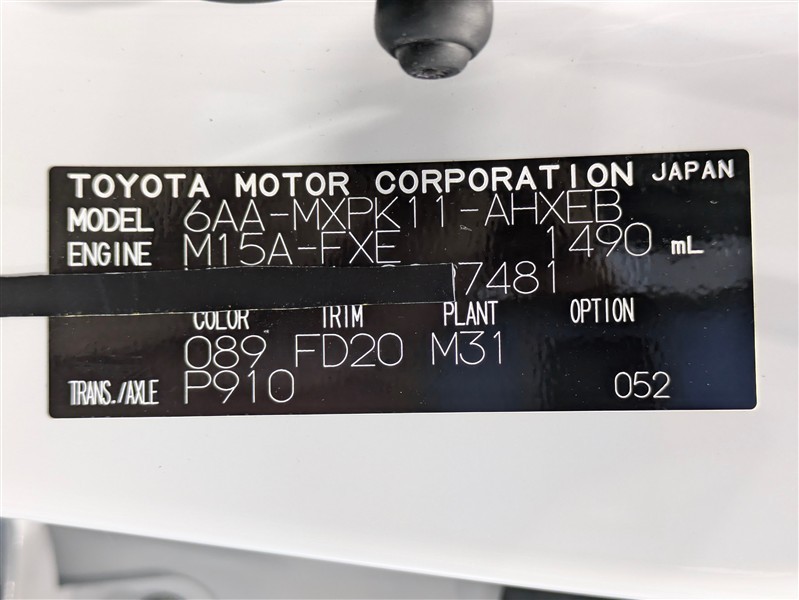 TOYOTA MOTOR CORPORATION JAPAN
MODEL 6AA-MXPK11-AHXEB
ENGINE M15A-FXE 1490 mL
7481
COLOR TRIM PLANT OPTION
089 FD20 M31
TRANS./AXLE P910 052